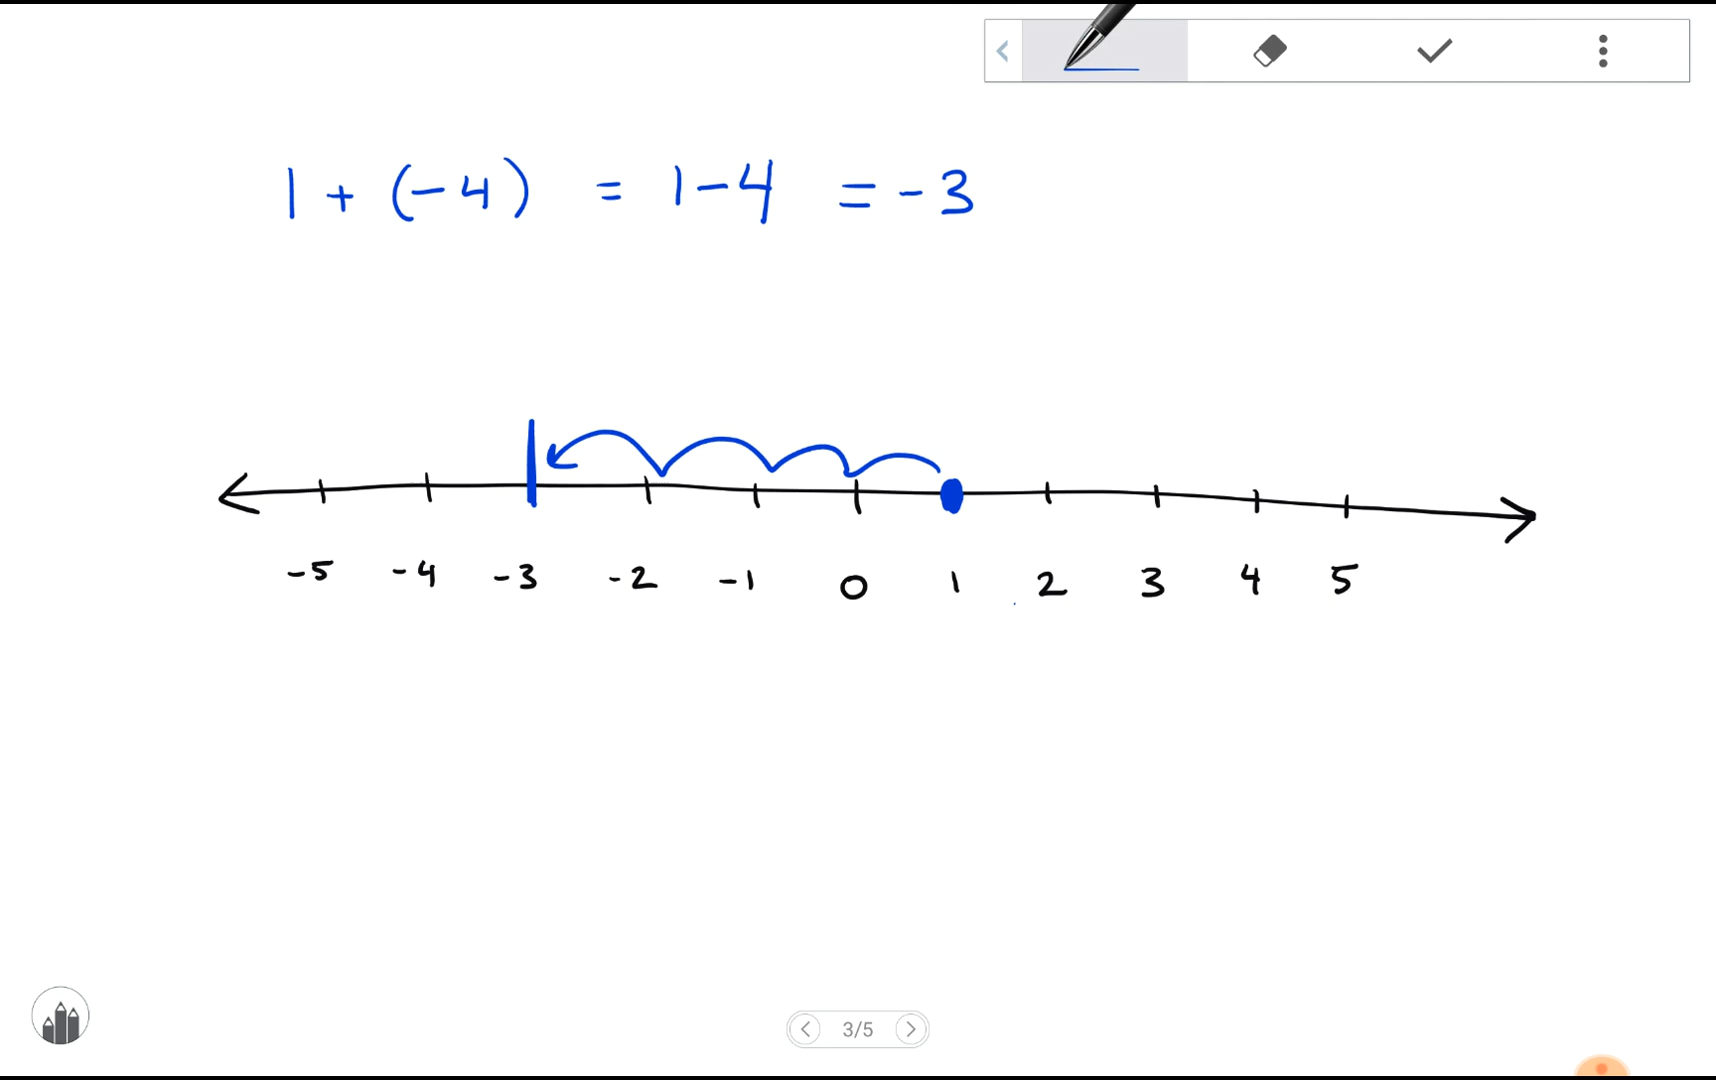 1 + (-4) = 1-4 = -3
-5 -4 -3 -2 -1 0 1 2 3 4 5
3/5